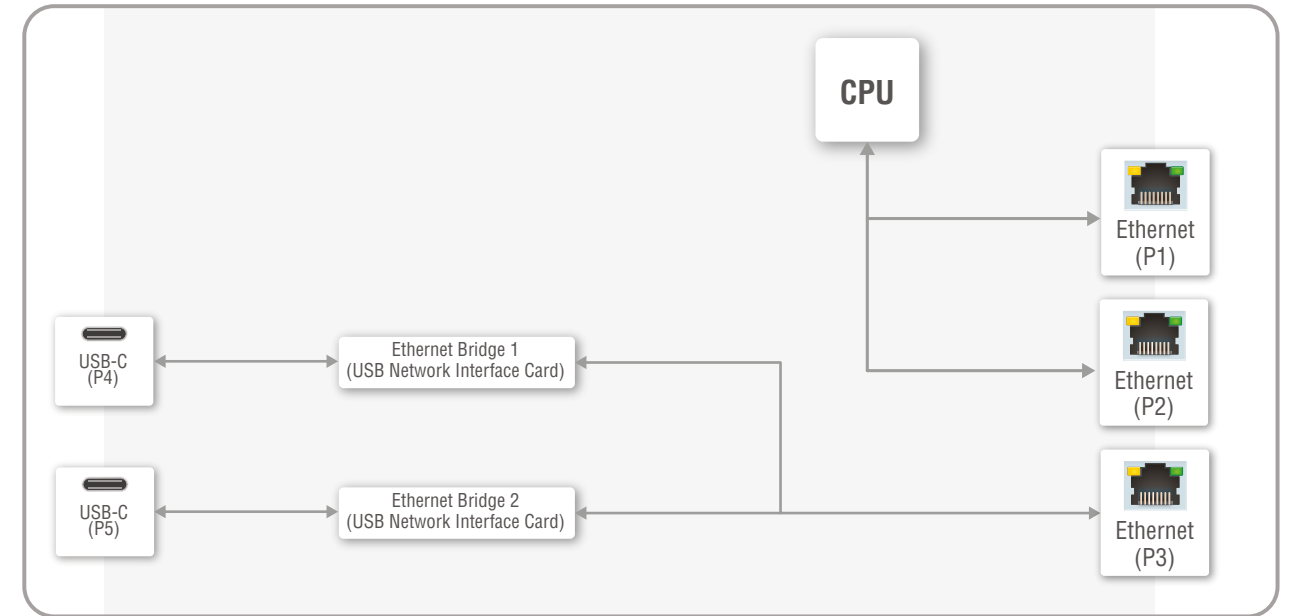 CPU
Ethernet
(P1)
Ethernet
(P2)
Ethernet
(P3)
USB-C
(P4)
Ethernet Bridge 1
(USB Network Interface Card)
USB-C
(P5)
Ethernet Bridge 2
(USB Network Interface Card)